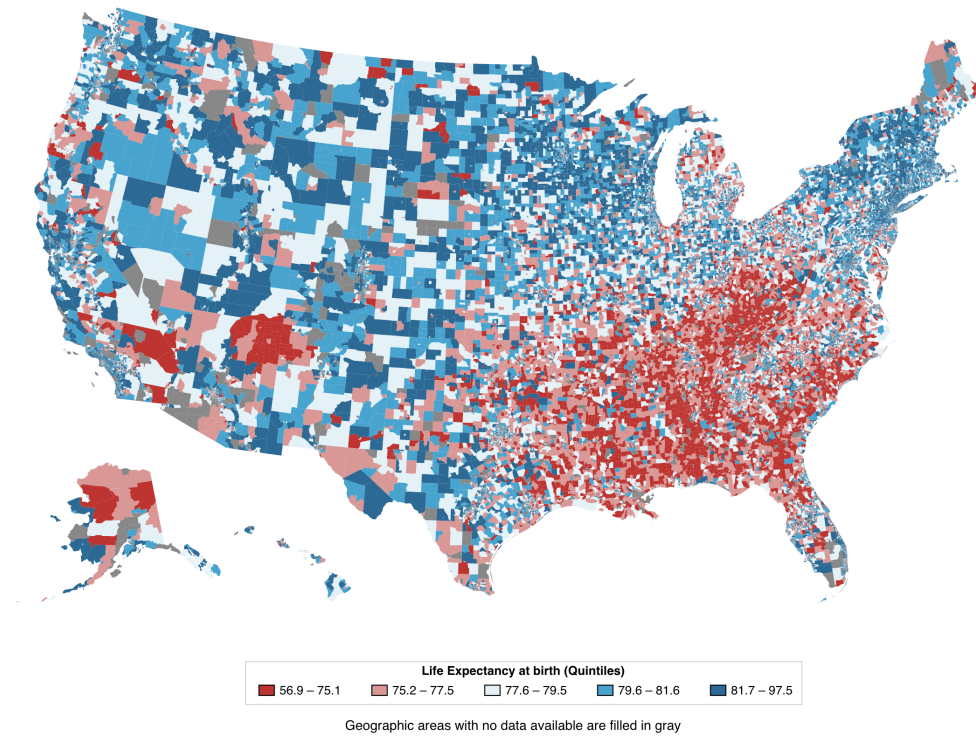 Life Expectancy at birth (Quintiles)
56.9 – 75.1 75.2 – 77.5 77.6 – 79.5 79.6 – 81.6 81.7 – 97.5
Geographic areas with no data available are filled in gray